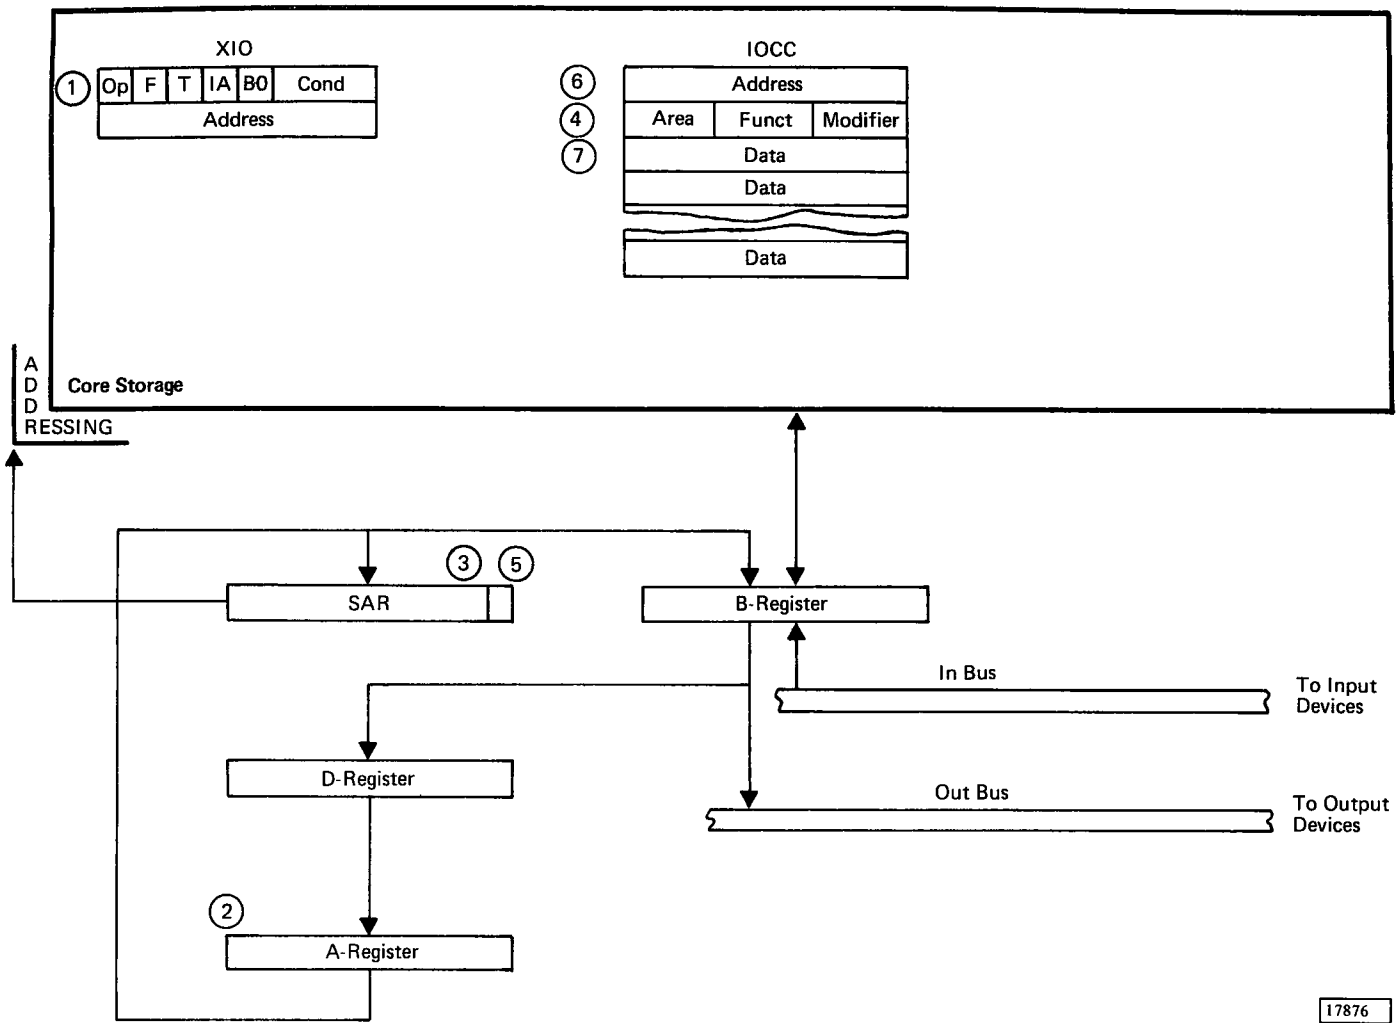 XIO
IOCC
1 Op F T IA BO Cond
Address
6 Address
4 Area Funct Modifier
7 Data
Data
Data
ADD
RESSING
Core Storage
3 5
SAR
B-Register
In Bus
To Input
Devices
D-Register
Out Bus
To Output
Devices
2
A-Register
17876